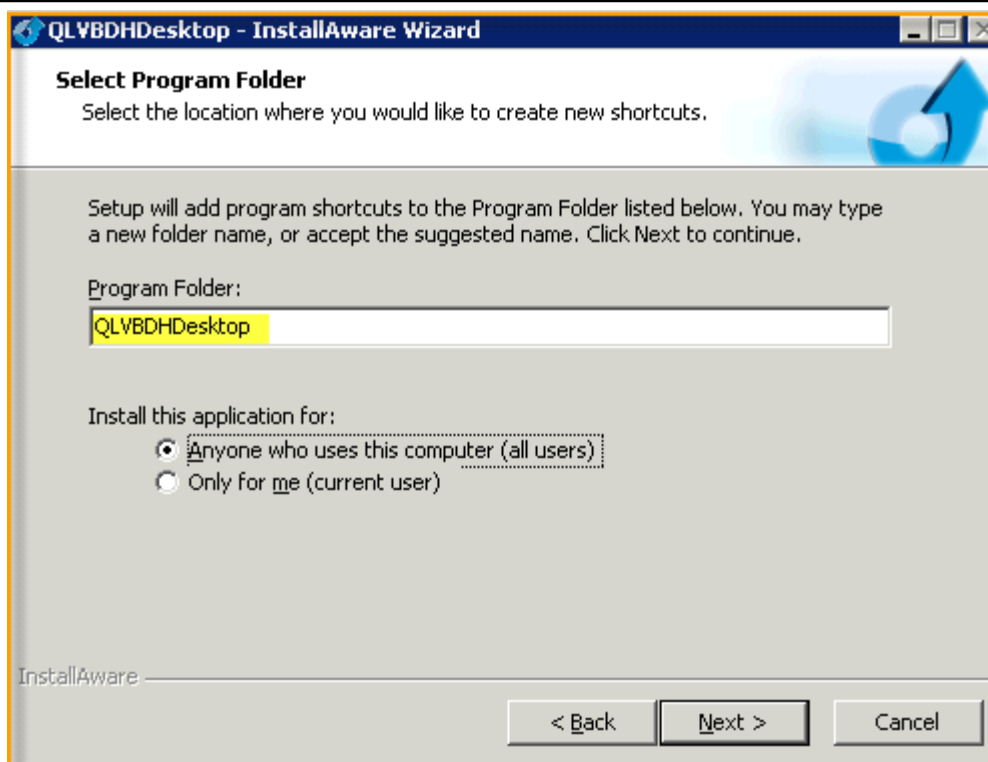 QLVBDHDesktop - InstallAware Wizard
Select Program Folder
Select the location where you would like to create new shortcuts.
Setup will add program shortcuts to the Program Folder listed below. You may type
a new folder name, or accept the suggested name. Click Next to continue.
Program Folder:
QLVBDHDesktop
Install this application for:
Anyone who uses this computer (all users)
Only for me (current user)
InstallAware
< Back
Next >
Cancel